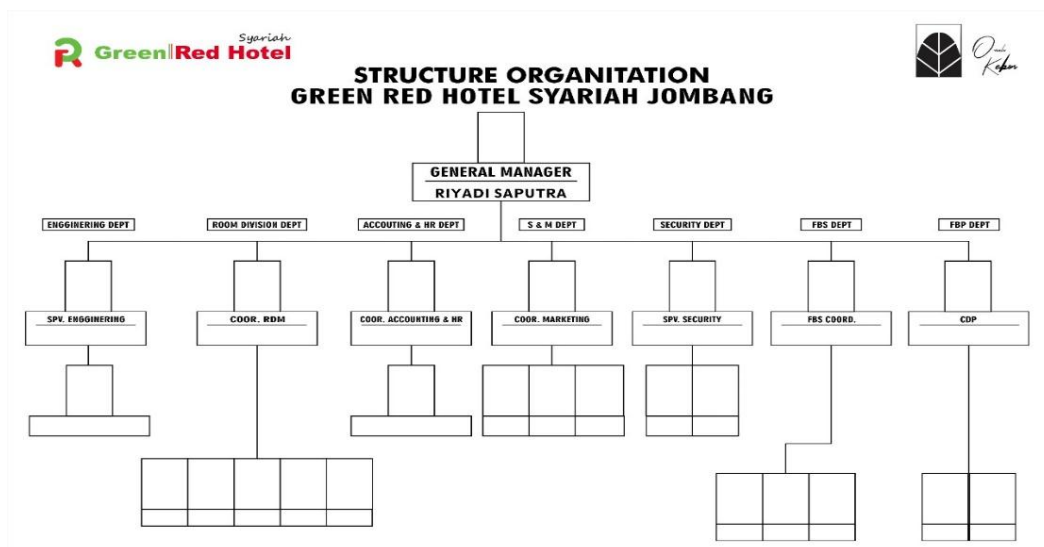 Syariah
Green Red Hotel
STRUCTURE ORGANITATION
GREEN RED HOTEL SYARIAH JOMBANG
GENERAL MANAGER
RIYADI SAPUTRA
ENGGINERING DEPT
ROOM DIVISION DEPT
ACCOUTING & HR DEPT
S & M DEPT
SECURITY DEPT
FBS DEPT
FBP DEPT
SPV. ENGGINERING
COOR. RDM
COOR. ACCOUNTING & HR
COOR. MARKETING
SPV. SECURITY
FBS COORD.
CDP